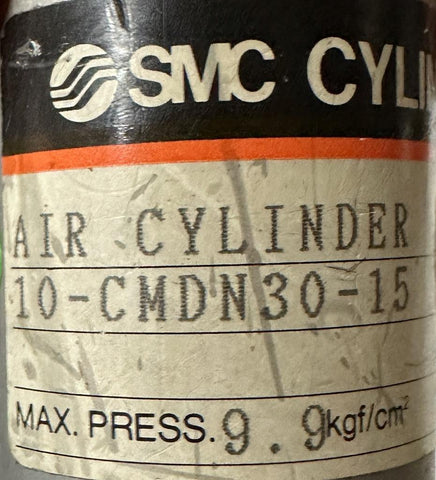 SMC CYLIN
AIR CYLINDER
10-CMDN30-15
MAX. PRESS. 9.9kgf/cm²